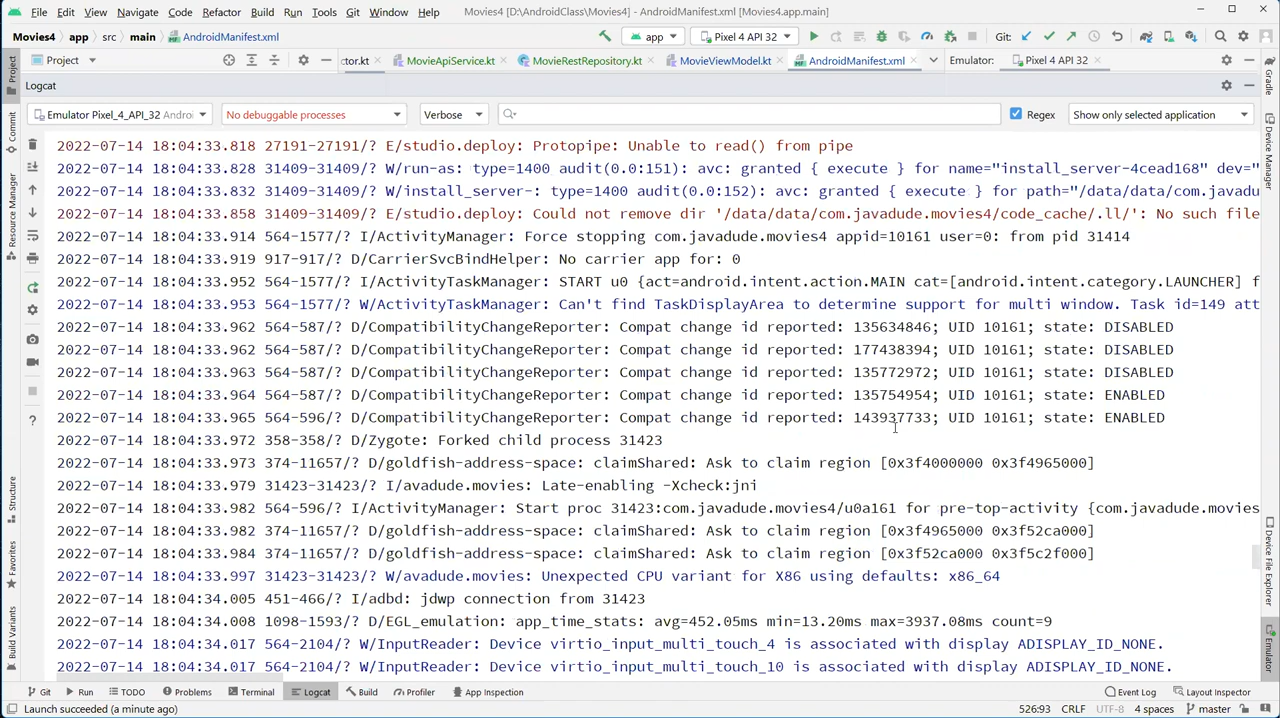 File Edit View Navigate Code Refactor Build Run Tools Git Window Help Movies4 [D:\AndroidClass\Movies4] - AndroidManifest.xml [Movies4.app.main]
Movies4 app src main AndroidManifest.xml app Pixel 4 API 32 Git:
Project ctor.kt MovieApiService.kt MovieRestRepository.kt MovieViewModel.kt AndroidManifest.xml Emulator: Pixel 4 API 32
Logcat
Emulator Pixel_4_API_32 Androi No debuggable processes Verbose Regex Show only selected application
2022-07-14 18:04:33.818 27191-27191/? E/studio.deploy: Protopipe: Unable to read() from pipe
2022-07-14 18:04:33.828 31409-31409/? W/run-as: type=1400 audit(0.0:151): avc: granted { execute } for name="install_server-4cead168" dev="
2022-07-14 18:04:33.832 31409-31409/? W/install_server-: type=1400 audit(0.0:152): avc: granted { execute } for path="/data/data/com.javadu
2022-07-14 18:04:33.858 31409-31409/? E/studio.deploy: Could not remove dir '/data/data/com.javadude.movies4/code_cache/.ll/': No such file
2022-07-14 18:04:33.914 564-1577/? I/ActivityManager: Force stopping com.javadude.movies4 appid=10161 user=0: from pid 31414
2022-07-14 18:04:33.919 917-917/? D/CarrierSvcBindHelper: No carrier app for: 0
2022-07-14 18:04:33.952 564-1577/? I/ActivityTaskManager: START u0 {act=android.intent.action.MAIN cat=[android.intent.category.LAUNCHER] f
2022-07-14 18:04:33.953 564-1577/? W/ActivityTaskManager: Can't find TaskDisplayArea to determine support for multi window. Task id=149 att
2022-07-14 18:04:33.962 564-587/? D/CompatibilityChangeReporter: Compat change id reported: 135634846; UID 10161; state: DISABLED
2022-07-14 18:04:33.962 564-587/? D/CompatibilityChangeReporter: Compat change id reported: 177438394; UID 10161; state: DISABLED
2022-07-14 18:04:33.963 564-587/? D/CompatibilityChangeReporter: Compat change id reported: 135772972; UID 10161; state: DISABLED
2022-07-14 18:04:33.964 564-587/? D/CompatibilityChangeReporter: Compat change id reported: 135754954; UID 10161; state: ENABLED
2022-07-14 18:04:33.965 564-596/? D/CompatibilityChangeReporter: Compat change id reported: 143937733; UID 10161; state: ENABLED
2022-07-14 18:04:33.972 358-358/? D/Zygote: Forked child process 31423
2022-07-14 18:04:33.973 374-11657/? D/goldfish-address-space: claimShared: Ask to claim region [0x3f4000000 0x3f4965000]
2022-07-14 18:04:33.979 31423-31423/? I/avadude.movies: Late-enabling -Xcheck:jni
2022-07-14 18:04:33.982 564-596/? I/ActivityManager: Start proc 31423:com.javadude.movies4/u0a161 for pre-top-activity {com.javadude.movies
2022-07-14 18:04:33.982 374-11657/? D/goldfish-address-space: claimShared: Ask to claim region [0x3f4965000 0x3f52ca000]
2022-07-14 18:04:33.984 374-11657/? D/goldfish-address-space: claimShared: Ask to claim region [0x3f52ca000 0x3f5c2f000]
2022-07-14 18:04:33.997 31423-31423/? W/avadude.movies: Unexpected CPU variant for X86 using defaults: x86_64
2022-07-14 18:04:34.005 451-466/? I/adbd: jdwp connection from 31423
2022-07-14 18:04:34.008 1098-1593/? D/EGL_emulation: app_time_stats: avg=452.05ms min=13.20ms max=3937.08ms count=9
2022-07-14 18:04:34.017 564-2104/? W/InputReader: Device virtio_input_multi_touch_4 is associated with display ADISPLAY_ID_NONE.
2022-07-14 18:04:34.017 564-2104/? W/InputReader: Device virtio_input_multi_touch_10 is associated with display ADISPLAY_ID_NONE.
Project
Commit
Resource Manager
Structure
Favorites
Build Variants
Gradle
Device Manager
Device File Explorer
Emulator
Git Run TODO Problems Terminal Logcat Build Profiler App Inspection Event Log Layout Inspector
Launch succeeded (a minute ago) 526:93 CRLF UTF-8 4 spaces master